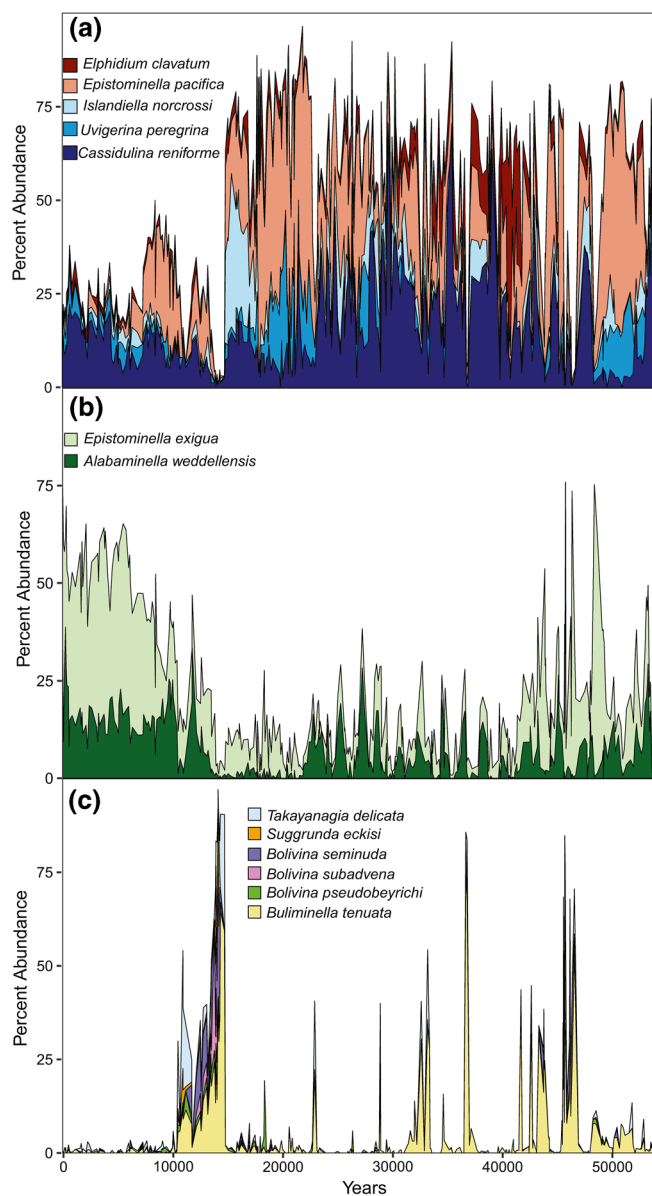 (a)
Elphidium clavatum
Epistominella pacifica
Islandiella norcrossi
Uvigerina peregrina
Cassidulina reniforme
Percent Abundance
75
50
25
0
(b)
Epistominella exigua
Alabaminella weddellensis
Percent Abundance
75
50
25
0
(c)
Takayanagia delicata
Suggrunda eckisi
Bolivina seminuda
Bolivina subadvena
Bolivina pseudobeyrichi
Buliminella tenuata
Percent Abundance
75
50
25
0
0 10000 20000 30000 40000 50000
Years